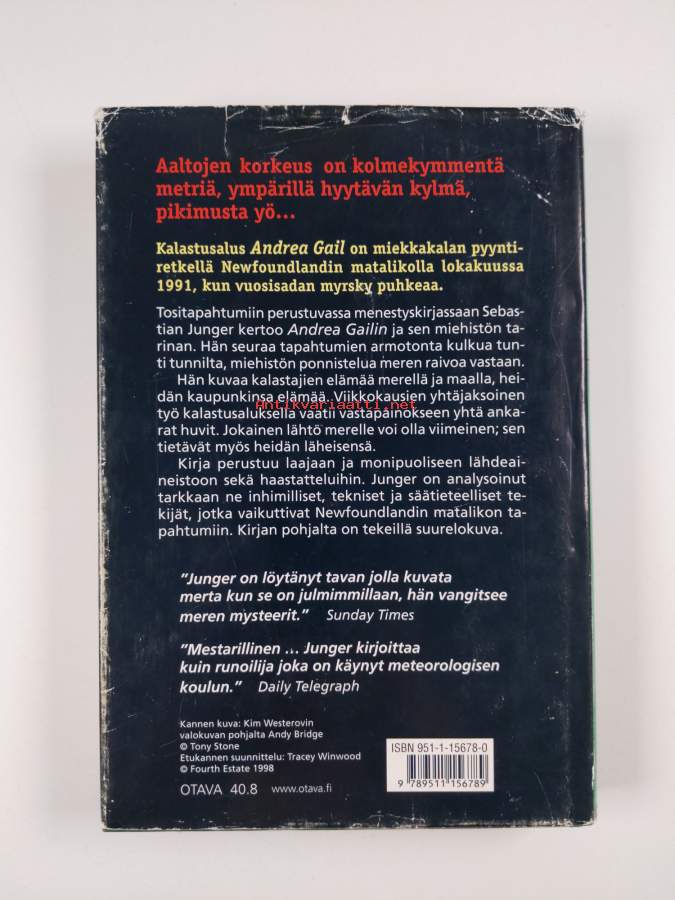 Aaltojen korkeus on kolmekymmentä
metriä, ympärillä hyytävän kylmä,
pikimusta yö...
Kalastusalus Andrea Gail on miekkakalan pyynti-
retkellä Newfoundlandin matalikolla lokakuussa
1991, kun vuosisadan myrsky puhkeaa.
Tositapahtumiin perustuvassa menestyskirjassaan Sebas-
tian Junger kertoo Andrea Gailin ja sen miehistön ta-
rinan. Hän seuraa tapahtumien armotonta kulkua tun-
ti tunnilta, miehistön ponnistelua meren raivoa vastaan.
Hän kuvaa kalastajien elämää merellä ja maalla, hei-
dän kaupunkinsa elämää. Viikkokausien yhtäjaksoinen
Antikvariaatti.net
työ kalastusaluksella vaatii vastapainokseen yhtä anka-
rat huvit. Jokainen lähtö merelle voi olla viimeinen; sen
tietävät myös heidän läheisensä.
Kirja perustuu laajaan ja monipuoliseen lähdeai-
neistoon sekä haastatteluihin. Junger on analysoinut
tarkkaan ne inhimilliset, tekniset ja säätieteelliset te-
kijät, jotka vaikuttivat Newfoundlandin matalikon ta-
pahtumiin. Kirjan pohjalta on tekeillä suurelokuva.
"Junger on löytänyt tavan jolla kuvata
merta kun se on julmimmillaan, hän vangitsee
meren mysteerit." Sunday Times
"Mestarillinen ... Junger kirjoittaa
kuin runoilija joka on käynyt meteorologisen
koulun." Daily Telegraph
Kannen kuva: Kim Westerovin
valokuvan pohjalta Andy Bridge
© Tony Stone
Etukannen suunnittelu: Tracey Winwood
© Fourth Estate 1998
OTAVA 40.8 www.otava.fi
ISBN 951-1-15678-0
9 789511 156789